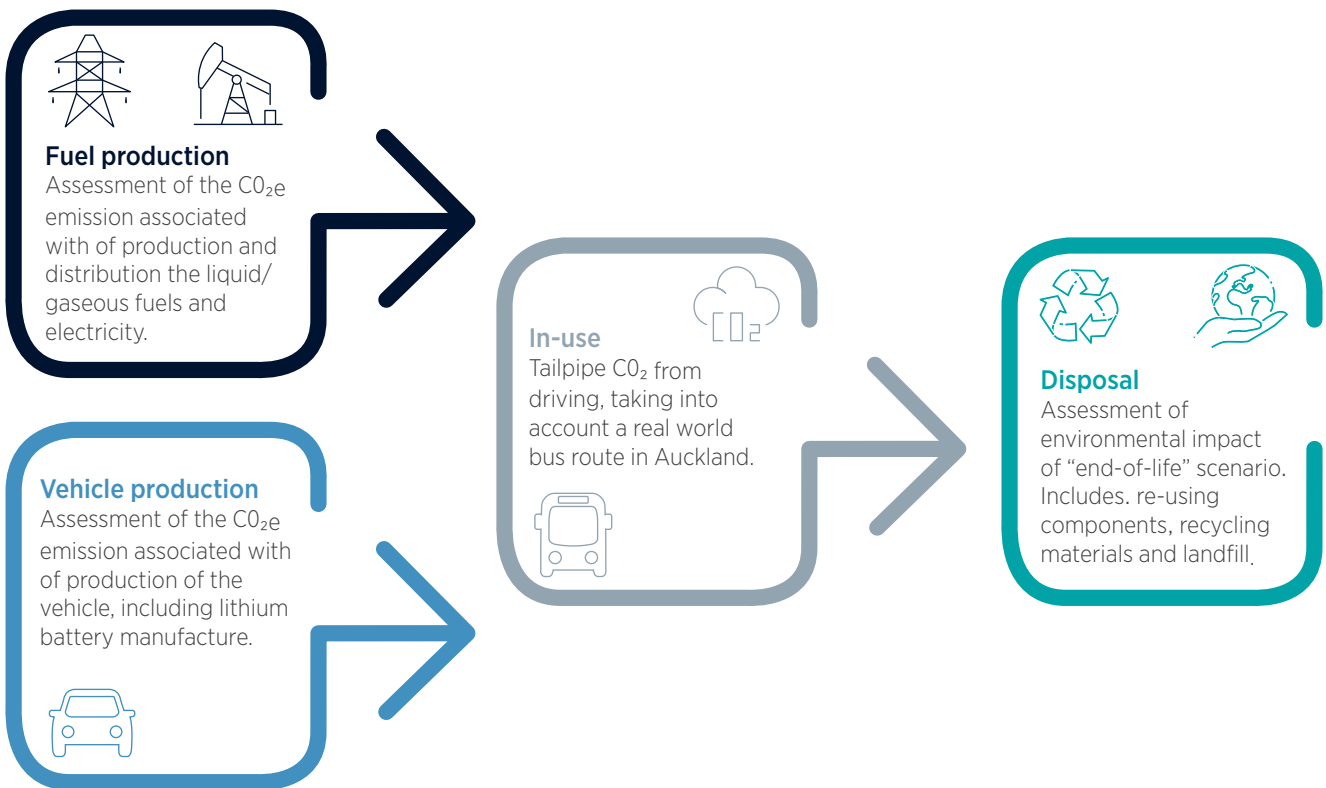 Fuel production
Assessment of the C0₂e
emission associated
with of production and
distribution the liquid/
gaseous fuels and
electricity.
Vehicle production
Assessment of the C0₂e
emission associated with
of production of the
vehicle, including lithium
battery manufacture.
CO2
In-use
Tailpipe C0₂ from
driving, taking into
account a real world
bus route in Auckland.
Disposal
Assessment of
environmental impact
of “end-of-life” scenario.
Includes. re-using
components, recycling
materials and landfill.